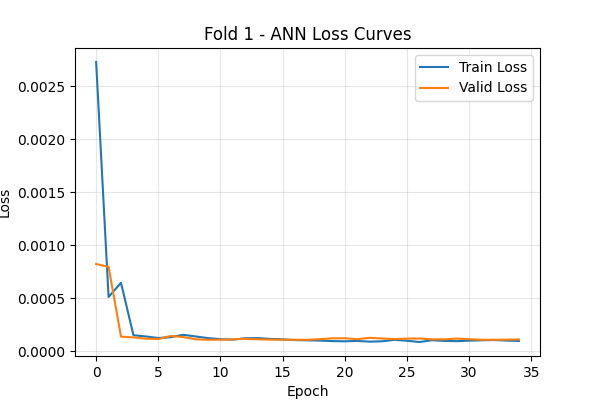 Fold 1 - ANN Loss Curves
Train Loss
Valid Loss
0.0025
0.0020
0.0015
0.0010
0.0005
0.0000
Loss
0 5 10 15 20 25 30 35
Epoch